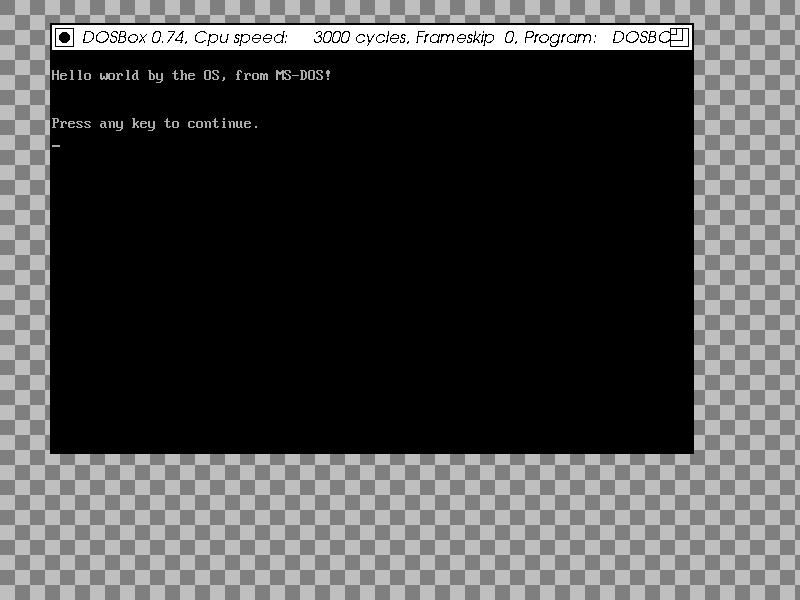 DOSBox 0.74, Cpu speed: 3000 cycles, Frameskip 0, Program: DOSBO
Hello world by the OS, from MS-DOS!
Press any key to continue.